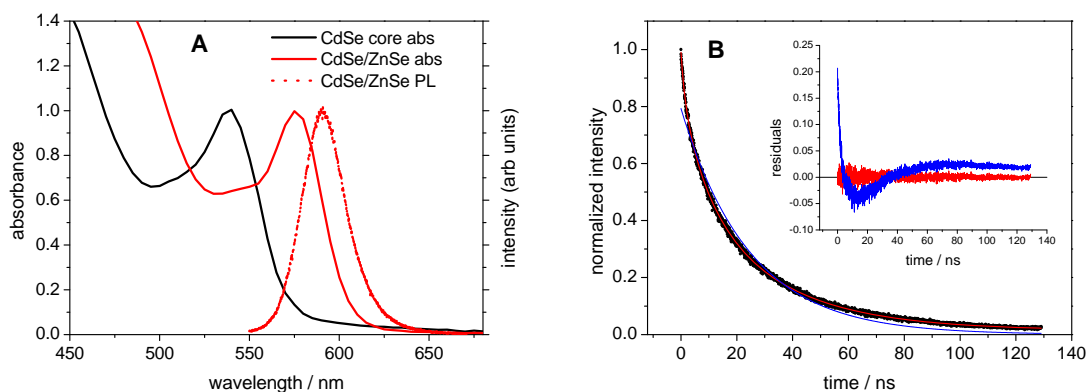 A
CdSe core abs
CdSe/ZnSe abs
CdSe/ZnSe PL
1.4
1.2
1.0
0.8
0.6
0.4
0.2
0.0
absorbance
intensity (arb units)
450 500 550 600 650
wavelength / nm
B
1.0
0.8
0.6
0.4
0.2
0.0
normalized intensity
0 20 40 60 80 100 120 140
time / ns
0.25
0.20
0.15
0.10
0.05
0.00
-0.05
-0.10
residuals
0 20 40 60 80 100 120 140
time / ns